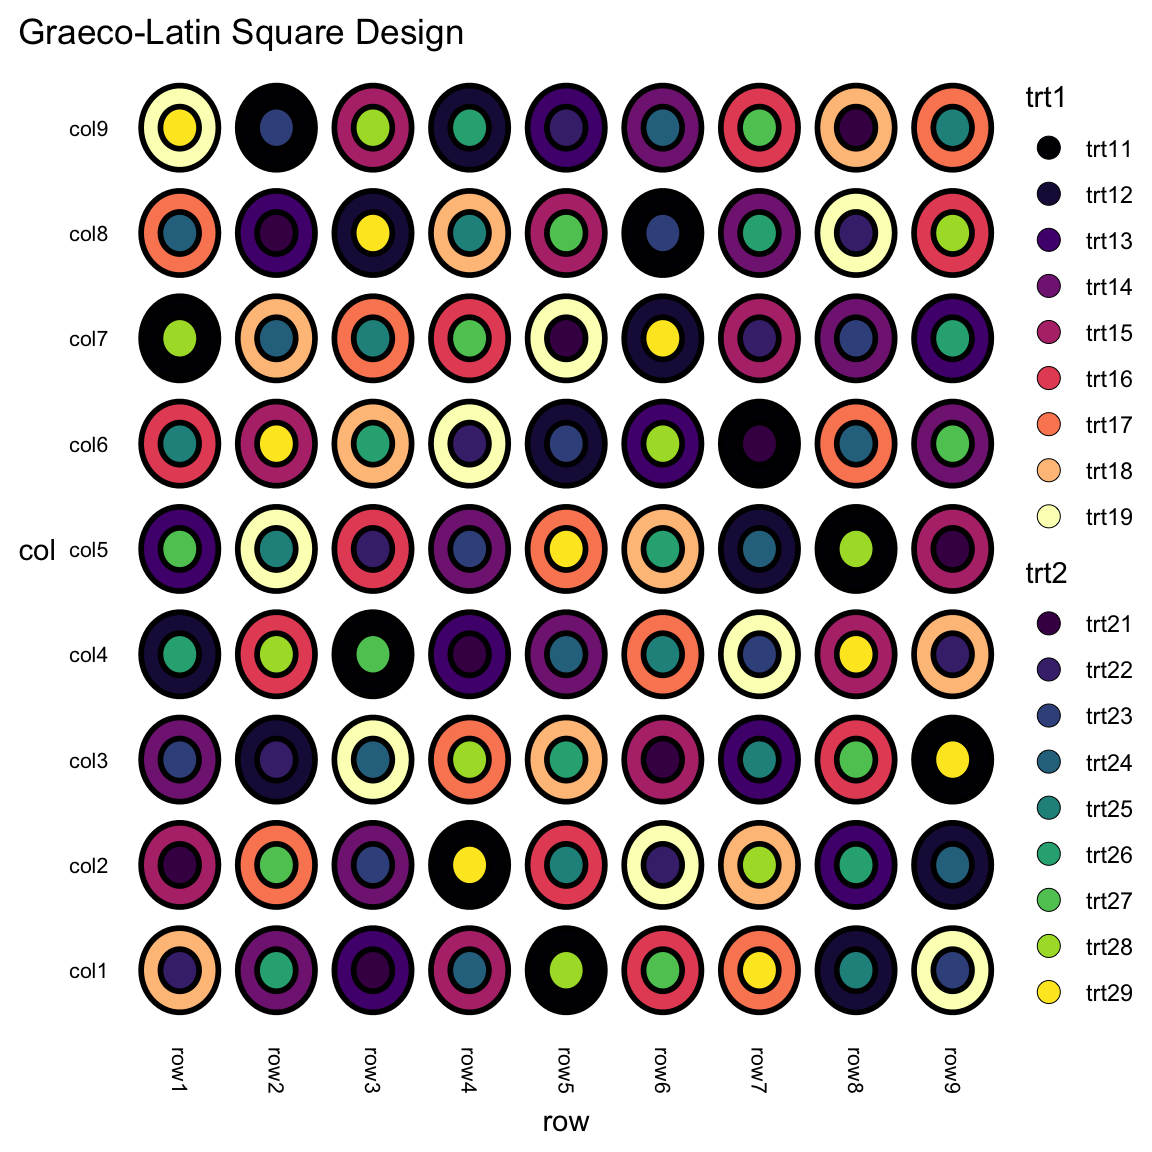 Graeco-Latin Square Design
col
col9
col8
col7
col6
col5
col4
col3
col2
col1
row1
row2
row3
row4
row5
row6
row7
row8
row9
row
trt1
trt11
trt12
trt13
trt14
trt15
trt16
trt17
trt18
trt19
trt2
trt21
trt22
trt23
trt24
trt25
trt26
trt27
trt28
trt29